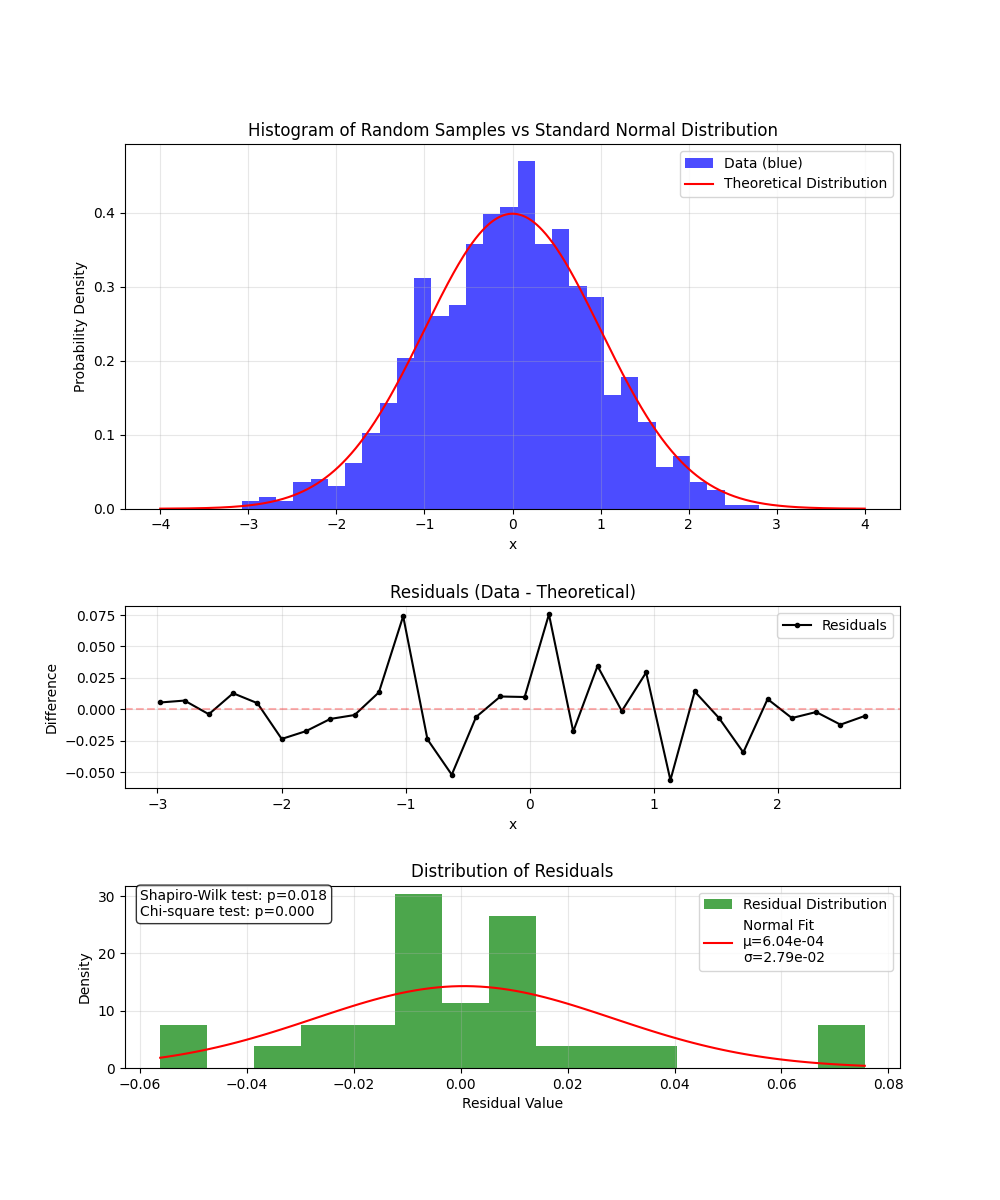 Histogram of Random Samples vs Standard Normal Distribution
Data (blue)
Theoretical Distribution
Probability Density
0.4
0.3
0.2
0.1
0.0
−4 −3 −2 −1 0 1 2 3 4
x
Residuals (Data - Theoretical)
Residuals
Difference
0.075
0.050
0.025
0.000
−0.025
−0.050
−3 −2 −1 0 1 2
x
Distribution of Residuals
Shapiro-Wilk test: p=0.018
Chi-square test: p=0.000
Residual Distribution
Normal Fit
μ=6.04e-04
σ=2.79e-02
Density
30
20
10
0
−0.06 −0.04 −0.02 0.00 0.02 0.04 0.06 0.08
Residual Value